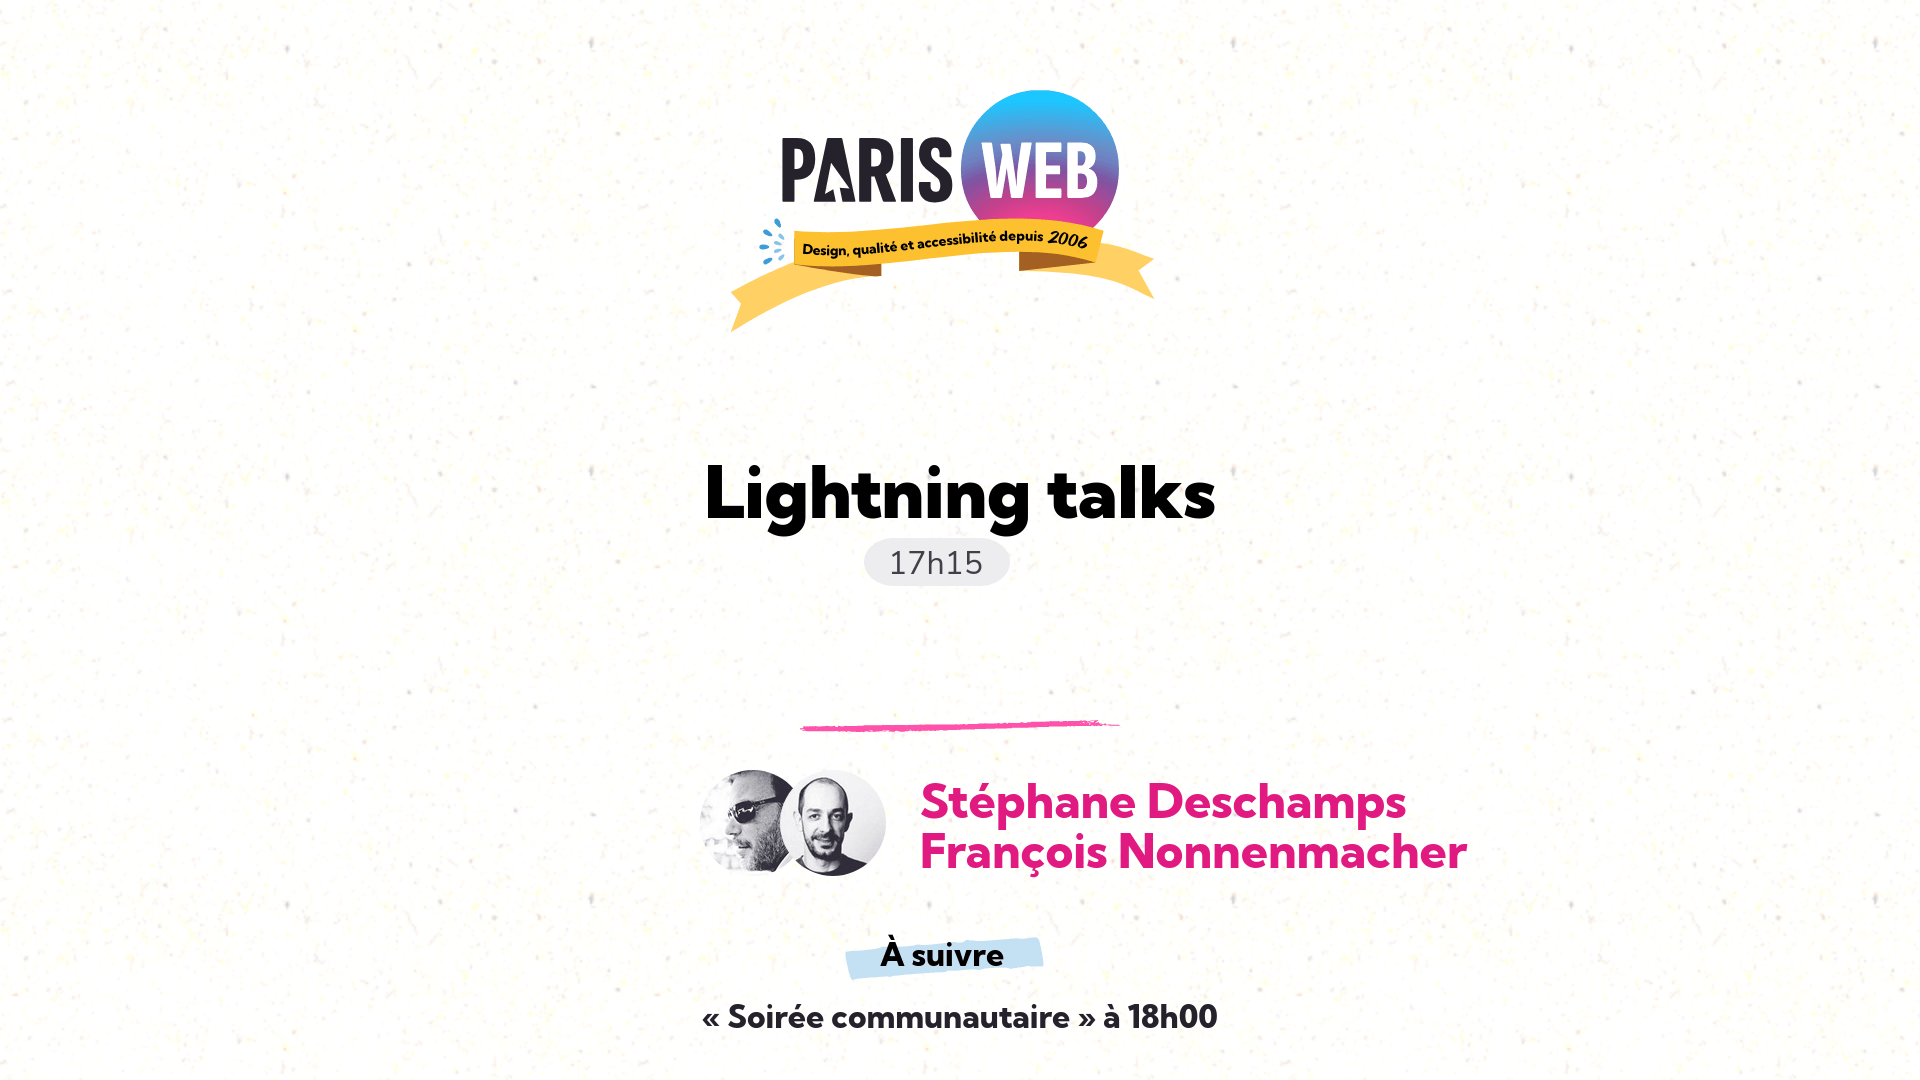 PARIS WEB
Design, qualité et accessibilité depuis 2006
Lightning talks
17h15
Stéphane Deschamps
François Nonnenmacher
À suivre
« Soirée communautaire » à 18h00